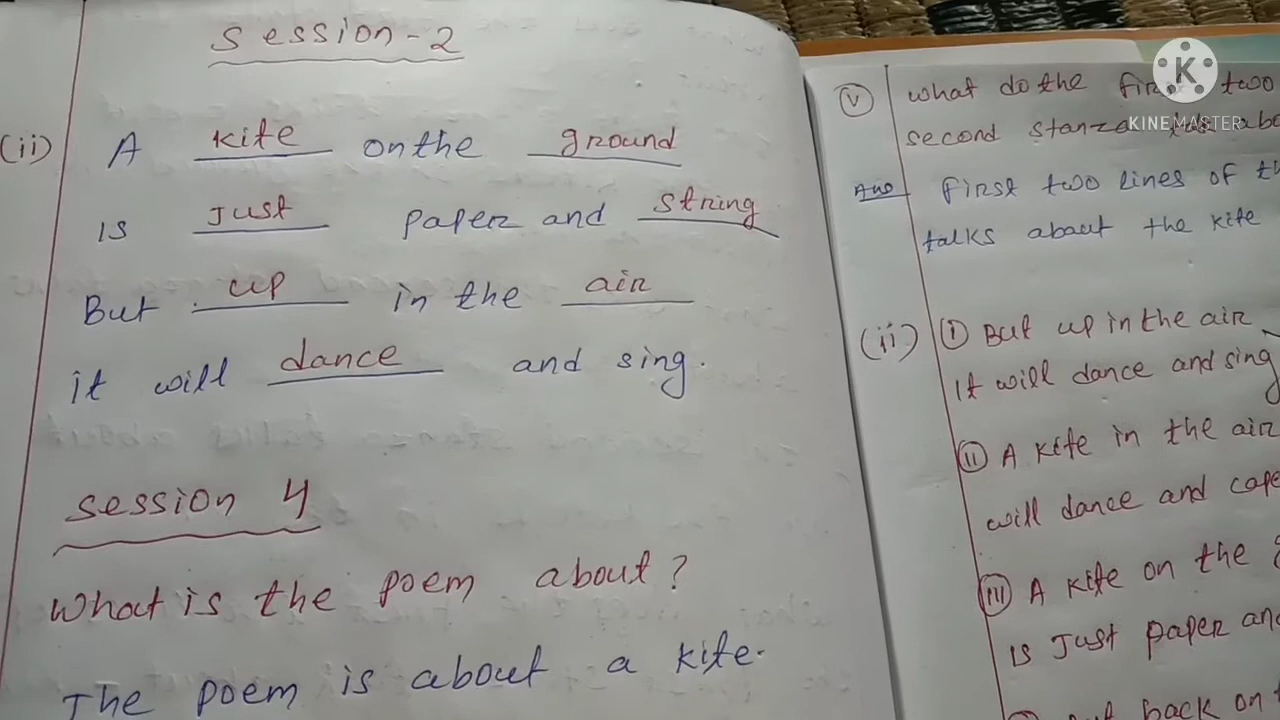 Session-2
(ii) A kite on the ground
is Just paper and string
But up in the air
it will dance and sing.
Session 4
What is the poem about?
The poem is about a kite.
(v) what do the first two
second stanza
Ans First two lines of
talks about the kite
(ii) (i) But up in the air
It will dance and sing
(ii) A kite in the air
will dance and
(iii) A kite on the
is Just paper and
back on
K
KINEMASTER